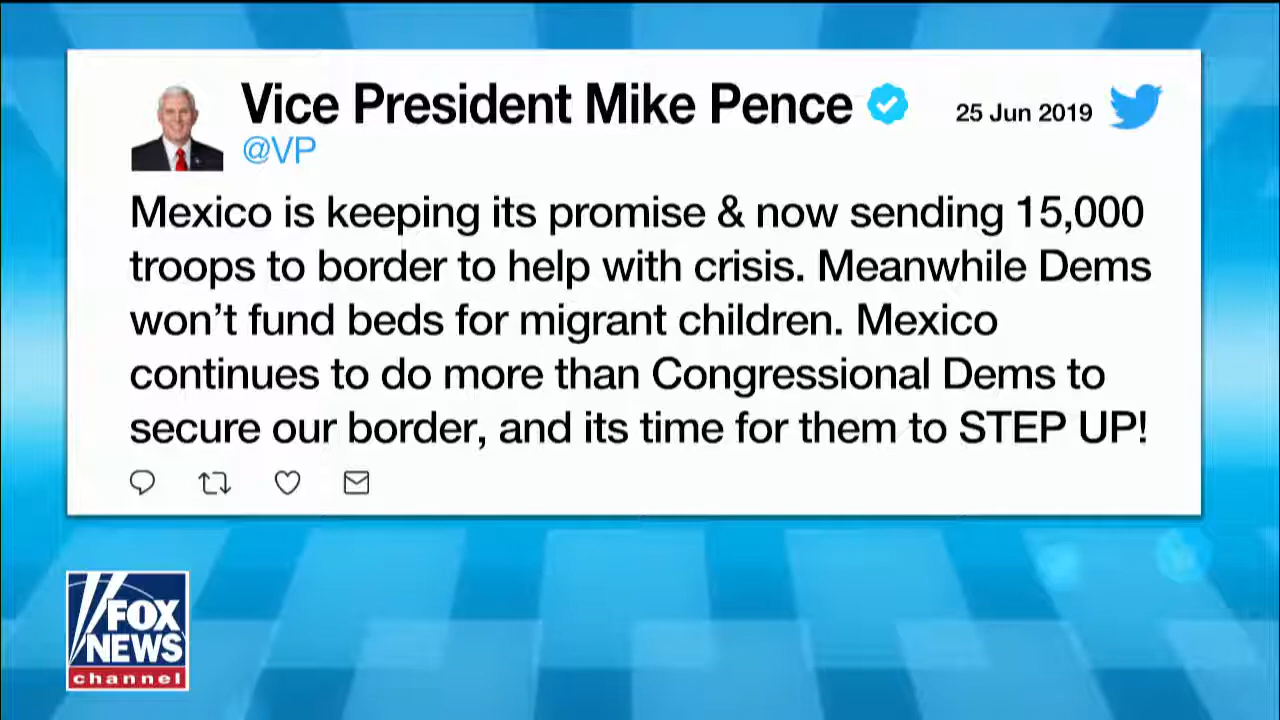 Vice President Mike Pence
25 Jun 2019
@VP
Mexico is keeping its promise & now sending 15,000
troops to border to help with crisis. Meanwhile Dems
won't fund beds for migrant children. Mexico
continues to do more than Congressional Dems to
secure our border, and its time for them to STEP UP!
FOX
NEWS
channel